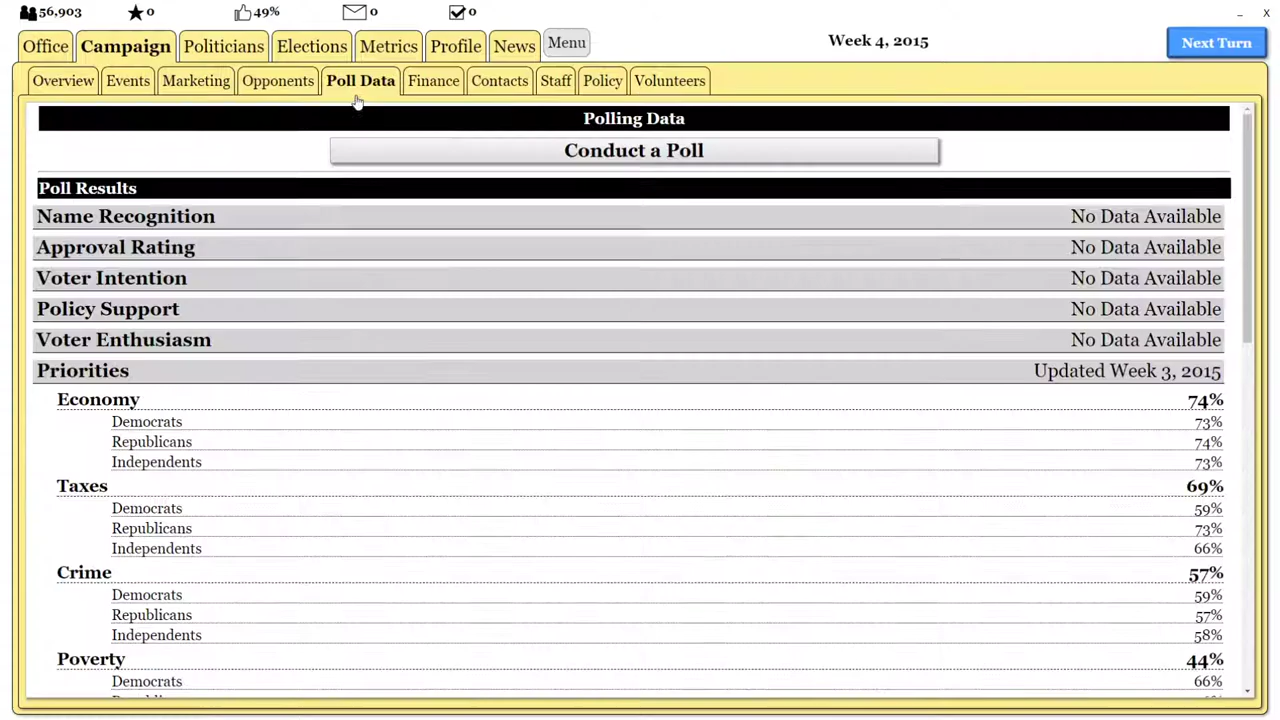 56,903 0 49% 0 0 _ X
Office Campaign Politicians Elections Metrics Profile News Menu Week 4, 2015 Next Turn
Overview Events Marketing Opponents Poll Data Finance Contacts Staff Policy Volunteers
Polling Data
Conduct a Poll
Poll Results
Name Recognition No Data Available
Approval Rating No Data Available
Voter Intention No Data Available
Policy Support No Data Available
Voter Enthusiasm No Data Available
Priorities Updated Week 3, 2015
Economy 74%
Democrats 73%
Republicans 74%
Independents 73%
Taxes 69%
Democrats 59%
Republicans 73%
Independents 66%
Crime 57%
Democrats 59%
Republicans 57%
Independents 58%
Poverty 44%
Democrats 66%